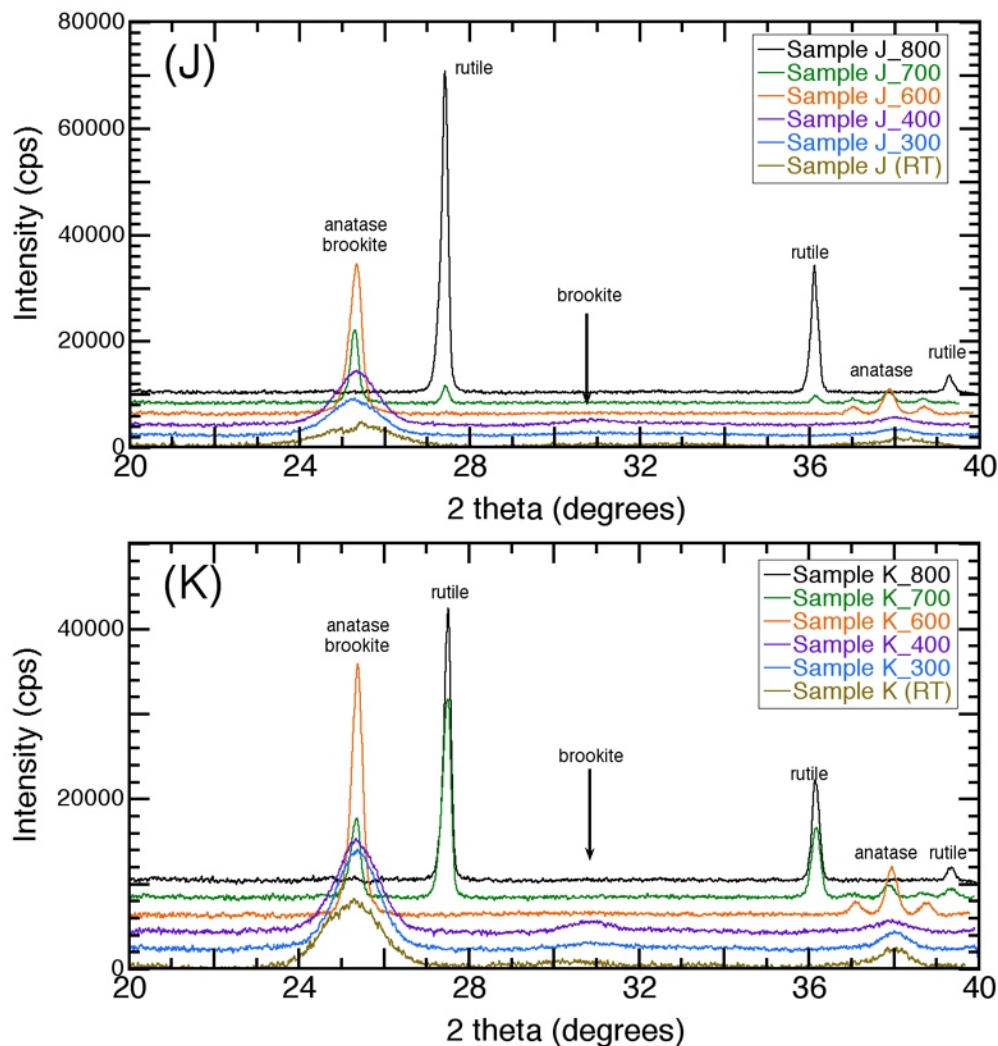 80000
(J)
rutile
Sample J_800
Sample J_700
Sample J_600
Sample J_400
Sample J_300
Sample J (RT)
60000
Intensity (cps)
40000
anatase
brookite
rutile
brookite
20000
anatase
rutile
0
20 24 28 32 36 40
2 theta (degrees)
(K)
rutile
Sample K_800
Sample K_700
Sample K_600
Sample K_400
Sample K_300
Sample K (RT)
40000
anatase
brookite
Intensity (cps)
brookite
rutile
20000
anatase rutile
0
20 24 28 32 36 40
2 theta (degrees)